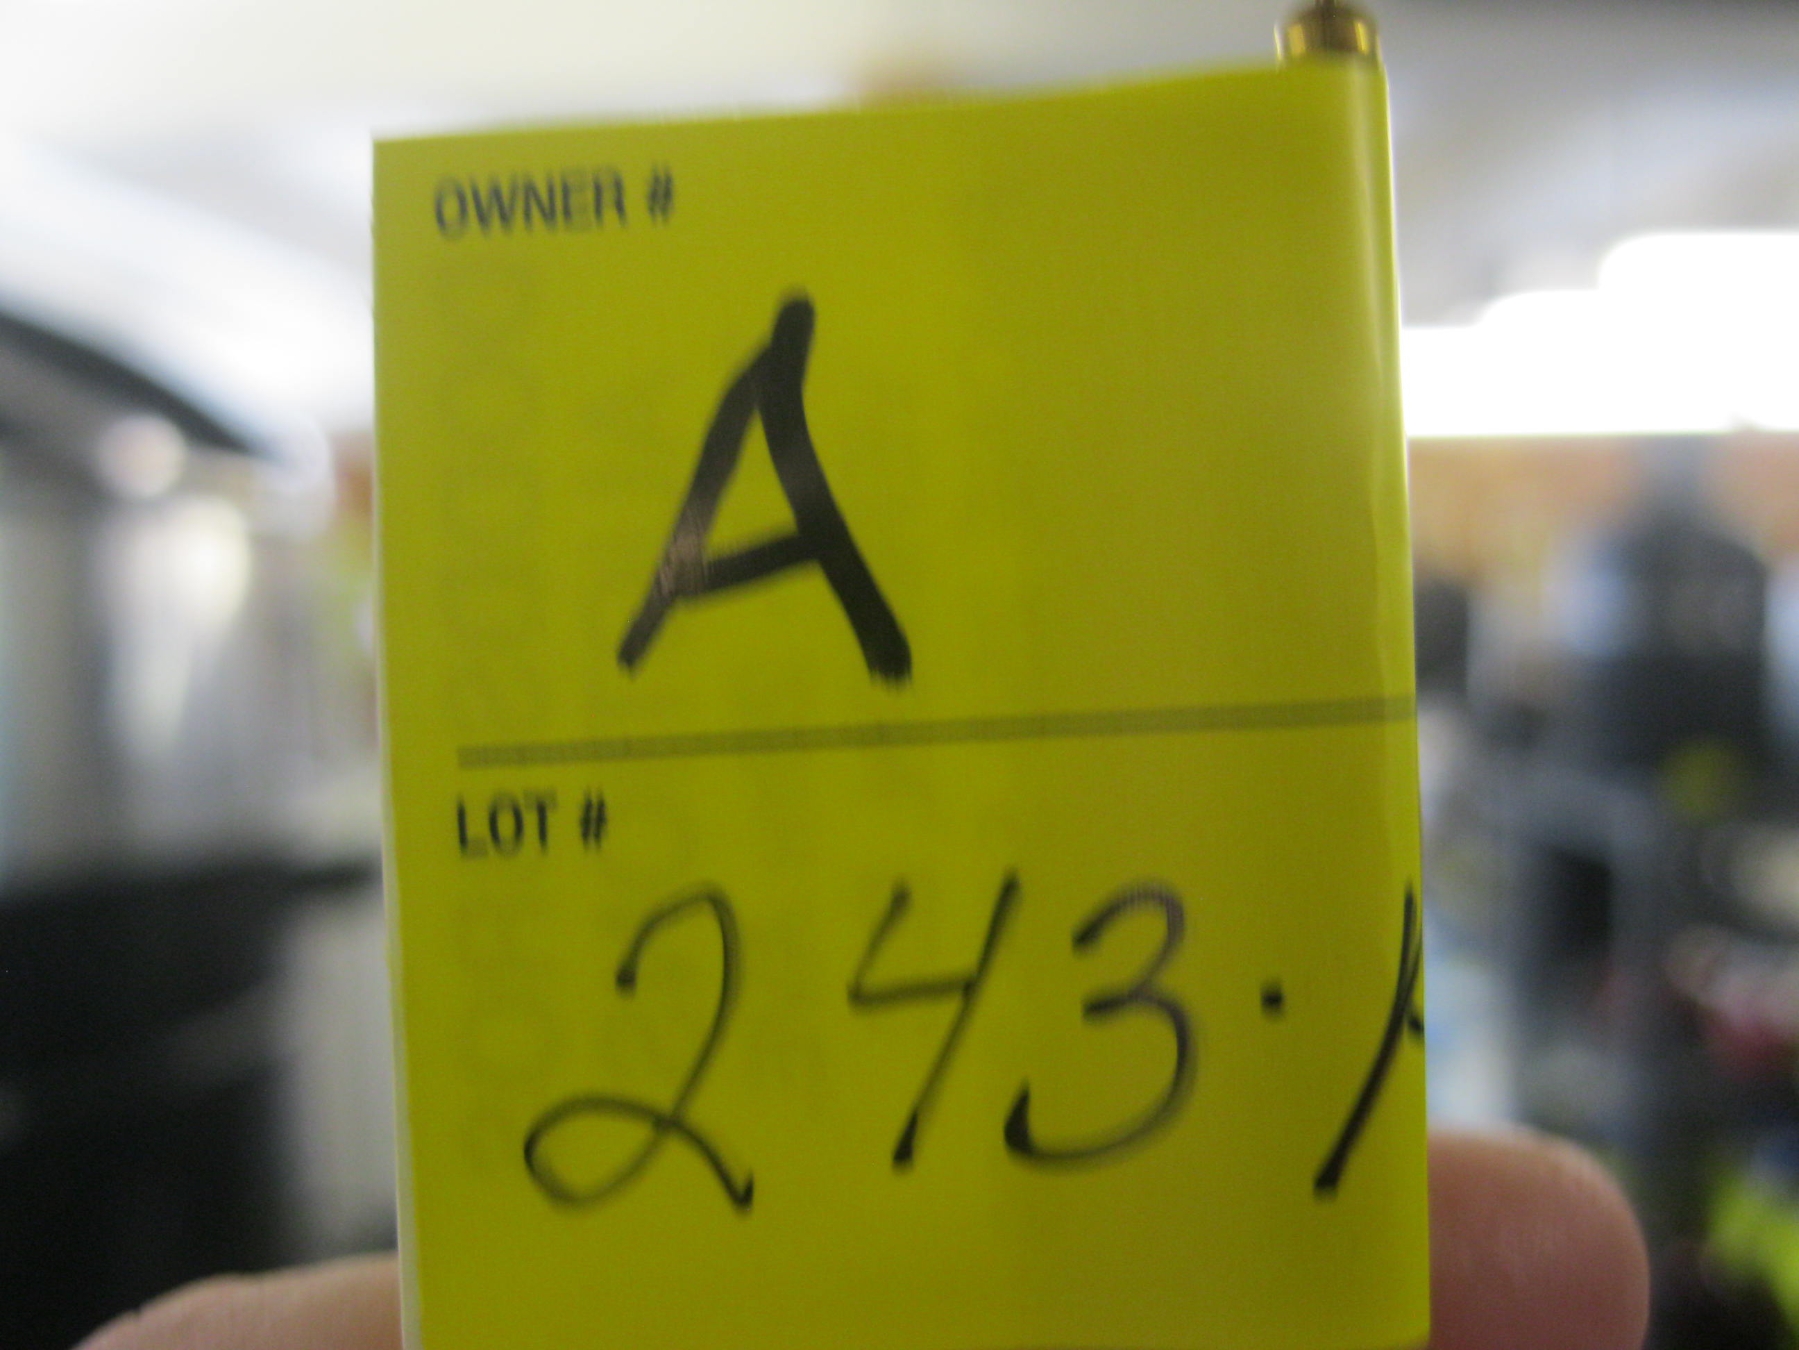 OWNER #
A
LOT #
243.